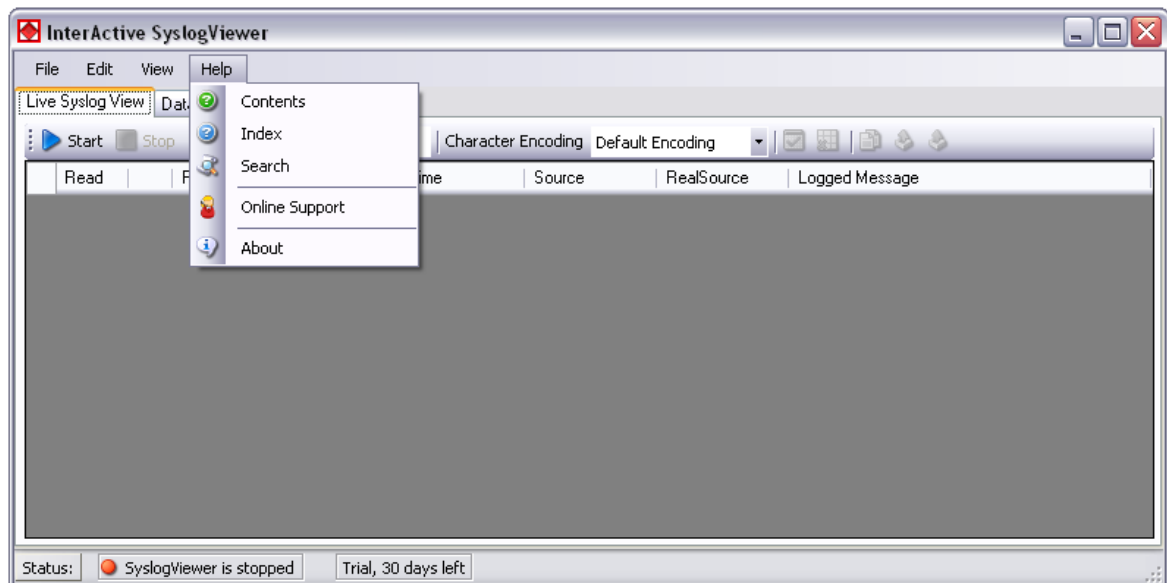 InterActive SyslogViewer
File Edit View Help
Live Syslog View
Contents
Index
Search
Online Support
About
Start Stop Character Encoding Default Encoding
Read Source RealSource Logged Message
Status: SyslogViewer is stopped Trial, 30 days left